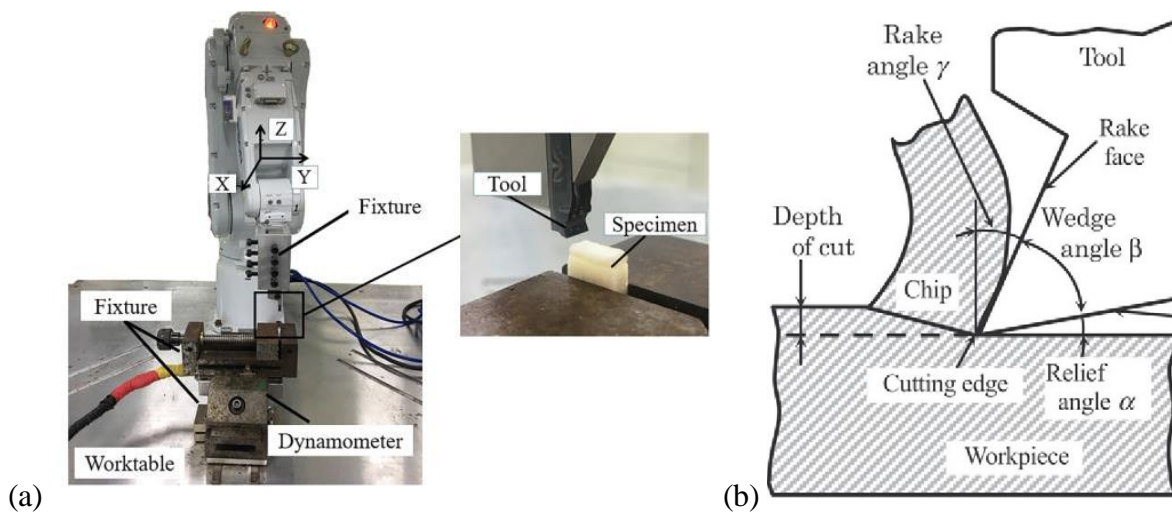 Z
Y
X
Fixture
Fixture
Dynamometer
Worktable
Tool
Specimen
(a)
Rake
angle γ
Tool
Rake
face
Depth
of cut
Wedge
angle β
Chip
Cutting edge
Relief
angle α
Workpiece
(b)